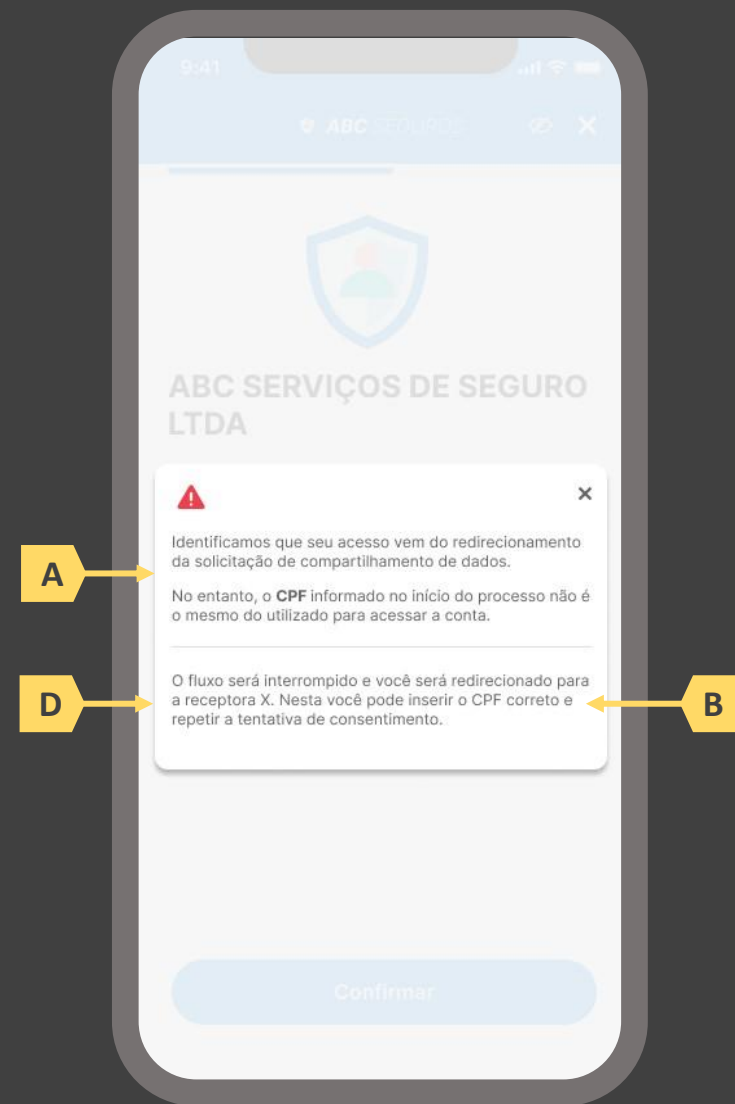 9:41
ABC SEGUROS
ABC SERVIÇOS DE SEGURO
LTDA
Identificamos que seu acesso vem do redirecionamento
da solicitação de compartilhamento de dados.
A
No entanto, o CPF informado no início do processo não é
o mesmo do utilizado para acessar a conta.
O fluxo será interrompido e você será redirecionado para
D
a receptora X. Nesta você pode inserir o CPF correto e
B
repetir a tentativa de consentimento.
Confirmar